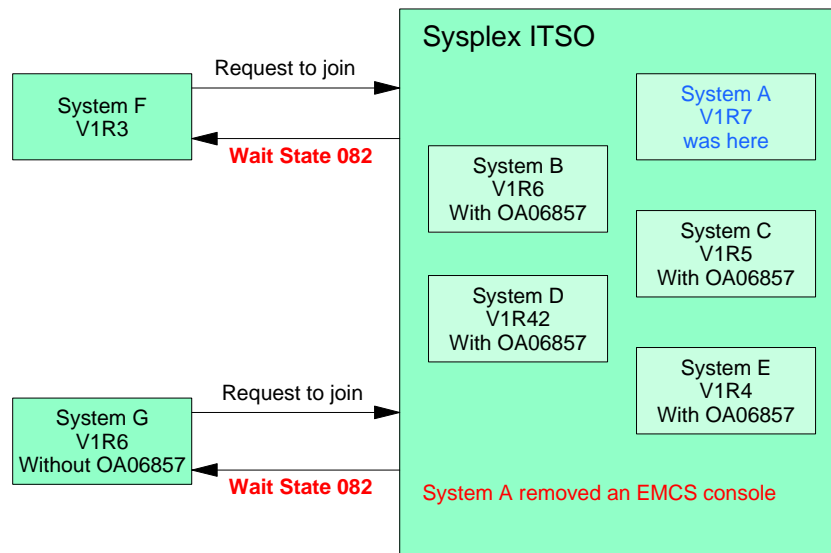 Sysplex ITSO
Request to join
System F
V1R3
Wait State 082
System A
V1R7
was here
System B
V1R6
With OA06857
System C
V1R5
With OA06857
System D
V1R42
With OA06857
System E
V1R4
With OA06857
Request to join
System G
V1R6
Without OA06857
Wait State 082
System A removed an EMCS console